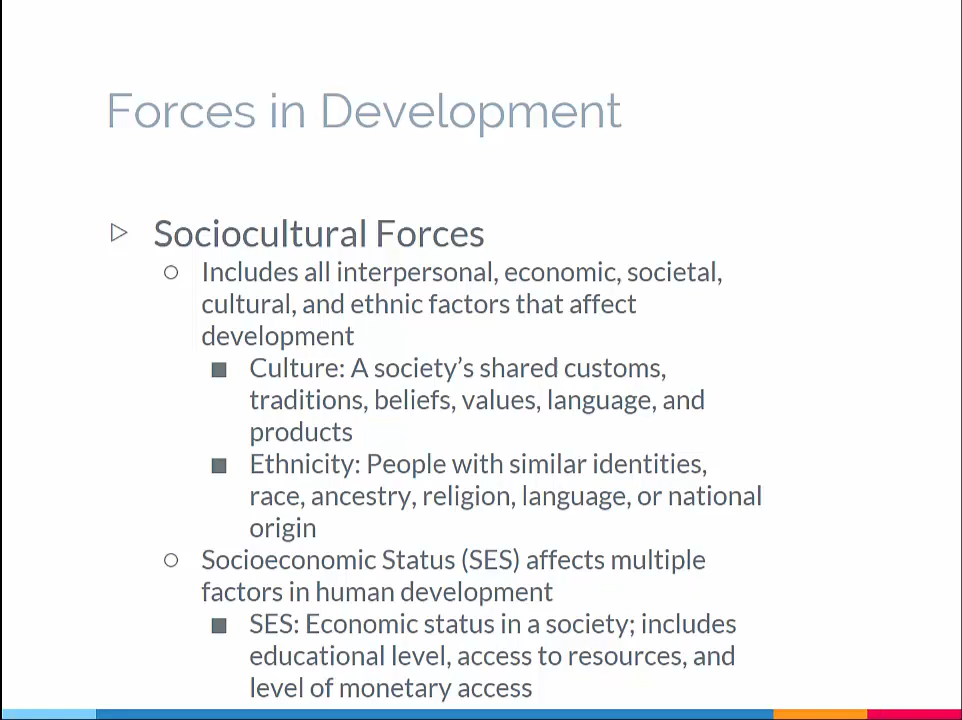 Forces in Development
Sociocultural Forces
Includes all interpersonal, economic, societal,
cultural, and ethnic factors that affect
development
Culture: A society’s shared customs,
traditions, beliefs, values, language, and
products
Ethnicity: People with similar identities,
race, ancestry, religion, language, or national
origin
Socioeconomic Status (SES) affects multiple
factors in human development
SES: Economic status in a society; includes
educational level, access to resources, and
level of monetary access